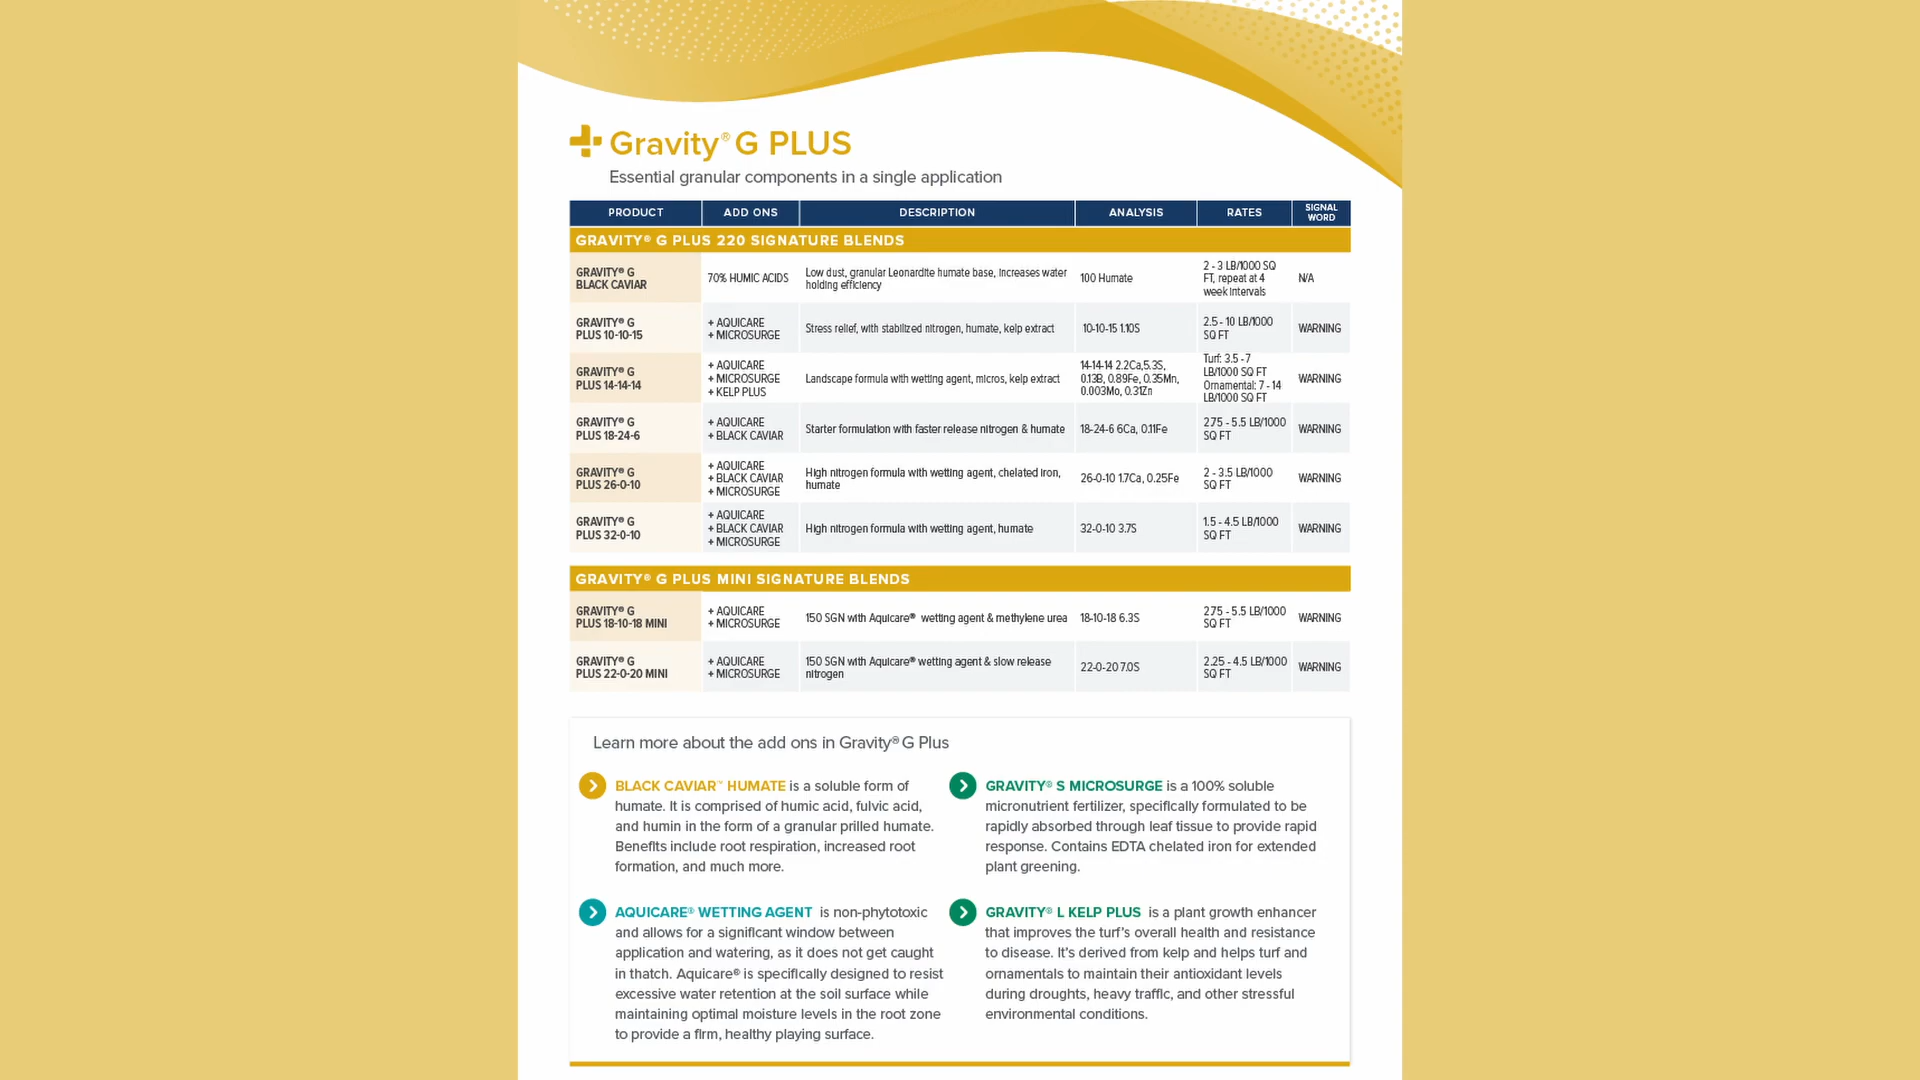 Gravity® G PLUS
Essential granular components in a single application
PRODUCT ADD ONS DESCRIPTION ANALYSIS RATES SIGNAL WORD
GRAVITY® G PLUS 220 SIGNATURE BLENDS
GRAVITY® G
BLACK CAVIAR
70% HUMIC ACIDS
Low dust, granular Leonardite humate base, increases water
holding efficiency
100 Humate
2 - 3 LB/1000 SQ
FT, repeat at 4
week intervals
N/A
GRAVITY® G
PLUS 10-10-15
+ AQUICARE
+ MICROSURGE
Stress relief, with stabilized nitrogen, humate, kelp extract
10-10-15 1.10S
2.5 - 10 LB/1000
SQ FT
WARNING
GRAVITY® G
PLUS 14-14-14
+ AQUICARE
+ MICROSURGE
+ KELP PLUS
Landscape formula with wetting agent, micros, kelp extract
14-14-14 2.2Ca,5.3S,
0.13B, 0.89Fe, 0.35Mn,
0.003Mo, 0.31Zn
Turf: 3.5 - 7
LB/1000 SQ FT
Ornamental: 7 - 14
LB/1000 SQ FT
WARNING
GRAVITY® G
PLUS 18-24-6
+ AQUICARE
+ BLACK CAVIAR
Starter formulation with faster release nitrogen & humate
18-24-6 6Ca, 0.11Fe
275 - 5.5 LB/1000
SQ FT
WARNING
GRAVITY® G
PLUS 26-0-10
+ AQUICARE
+ BLACK CAVIAR
+ MICROSURGE
High nitrogen formula with wetting agent, chelated iron,
humate
26-0-10 1.7Ca, 0.25Fe
2 - 3.5 LB/1000
SQ FT
WARNING
GRAVITY® G
PLUS 32-0-10
+ AQUICARE
+ BLACK CAVIAR
+ MICROSURGE
High nitrogen formula with wetting agent, humate
32-0-10 3.7S
1.5 - 4.5 LB/1000
SQ FT
WARNING
GRAVITY® G PLUS MINI SIGNATURE BLENDS
GRAVITY® G
PLUS 18-10-18 MINI
+ AQUICARE
+ MICROSURGE
150 SGN with Aquicare® wetting agent & methylene urea
18-10-18 6.3S
275 - 5.5 LB/1000
SQ FT
WARNING
GRAVITY® G
PLUS 22-0-20 MINI
+ AQUICARE
+ MICROSURGE
150 SGN with Aquicare® wetting agent & slow release
nitrogen
22-0-20 7.0S
2.25 - 4.5 LB/1000
SQ FT
WARNING
Learn more about the add ons in Gravity® G Plus
BLACK CAVIAR™ HUMATE is a soluble form of
humate. It is comprised of humic acid, fulvic acid,
and humin in the form of a granular prilled humate.
Benefits include root respiration, increased root
formation, and much more.
GRAVITY® S MICROSURGE is a 100% soluble
micronutrient fertilizer, specifically formulated to be
rapidly absorbed through leaf tissue to provide rapid
response. Contains EDTA chelated iron for extended
plant greening.
AQUICARE® WETTING AGENT is non-phytotoxic
and allows for a significant window between
application and watering, as it does not get caught
in thatch. Aquicare® is specifically designed to resist
excessive water retention at the soil surface while
maintaining optimal moisture levels in the root zone
to provide a firm, healthy playing surface.
GRAVITY® L KELP PLUS is a plant growth enhancer
that improves the turf's overall health and resistance
to disease. It's derived from kelp and helps turf and
ornamentals to maintain their antioxidant levels
during droughts, heavy traffic, and other stressful
environmental conditions.